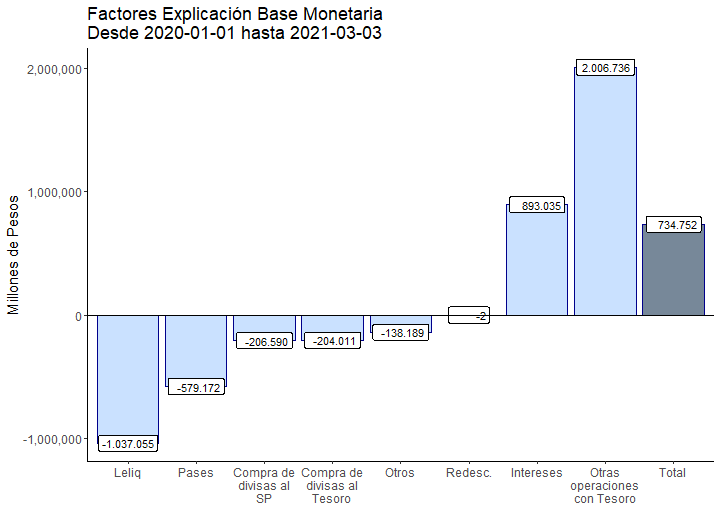 Factores Explicación Base Monetaria
Desde 2020-01-01 hasta 2021-03-03
Millones de Pesos
2,000,000
1,000,000
0
-1,000,000
-1.037.055
-579.172
-206.590
-204.011
-138.189
-2
893.035
2.006.736
734.752
Leliq
Pases
Compra de
divisas al
SP
Compra de
divisas al
Tesoro
Otros
Redesc.
Intereses
Otras
operaciones
con Tesoro
Total